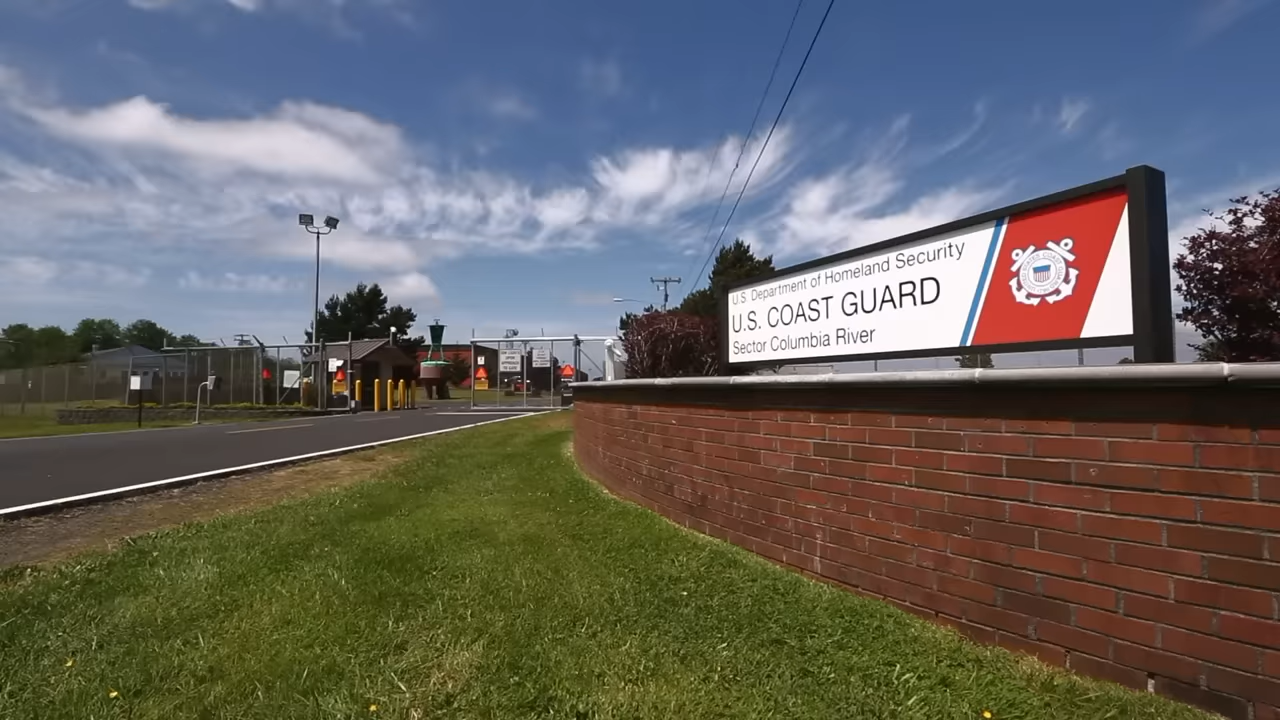 U.S. Department of Homeland Security
U.S. COAST GUARD
Sector Columbia River